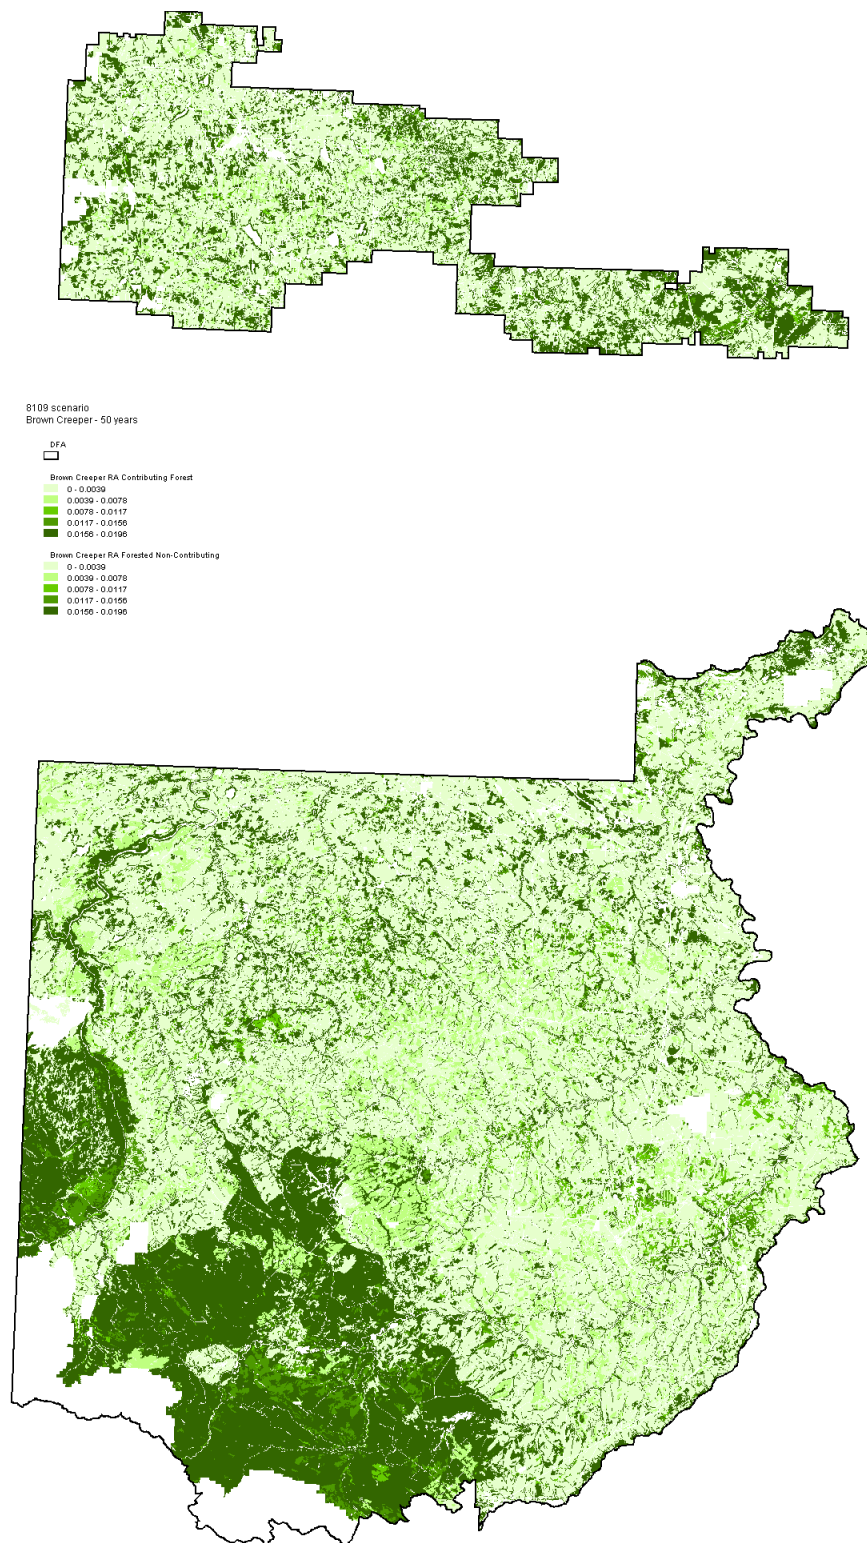 8109 scenario
Brown Creeper - 50 years
DFA
Brown Creeper RA Contributing Forest
0 - 0.0039
0.0039 - 0.0078
0.0078 - 0.0117
0.0117 - 0.0156
0.0156 - 0.0196
Brown Creeper RA Forested Non-Contributing
0 - 0.0039
0.0039 - 0.0078
0.0078 - 0.0117
0.0117 - 0.0156
0.0156 - 0.0196